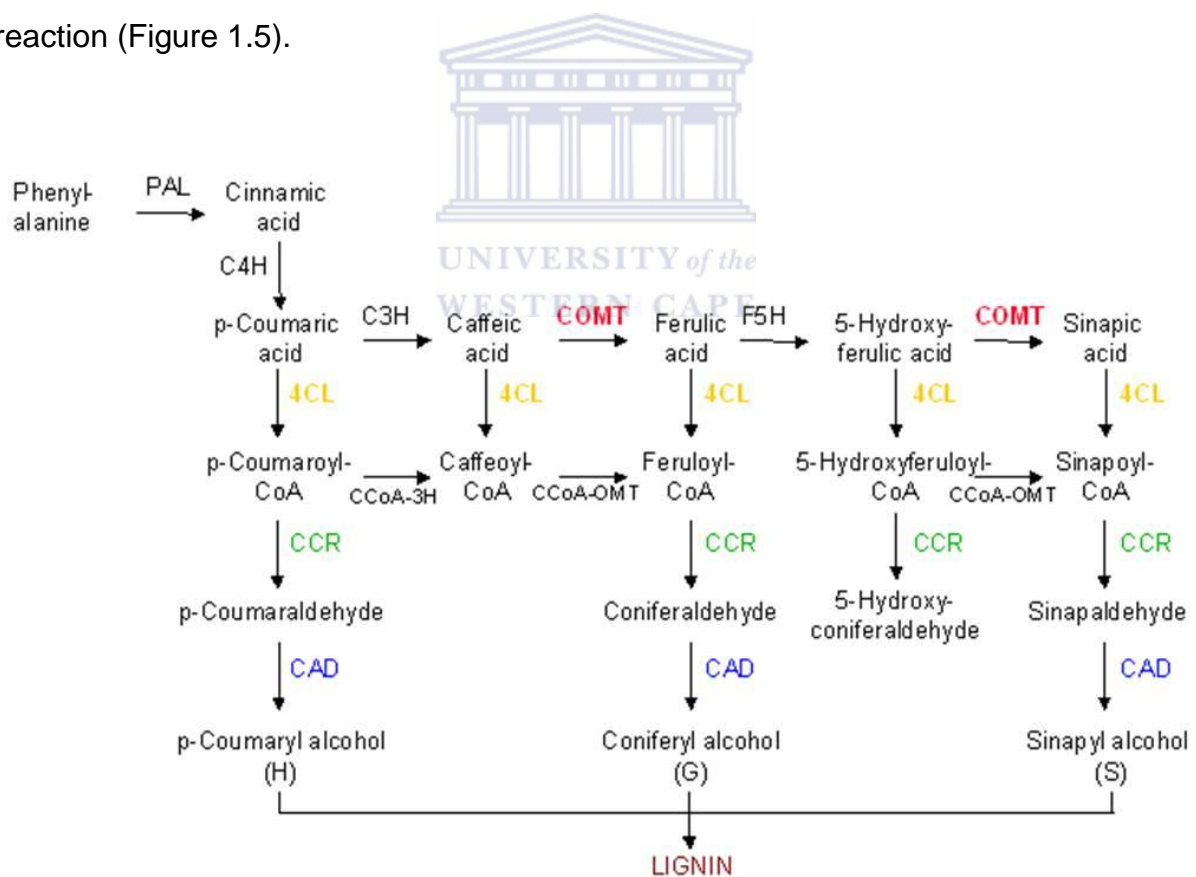 reaction (Figure 1.5).
UNIVERSITY of the
WESTERN CAPE
Phenyl-
alanine
PAL
Cinnamic
acid
C4H
p-Coumaric
acid
C3H
Caffeic
acid
COMT
Ferulic
acid
F5H
5-Hydroxy-
ferulic acid
COMT
Sinapic
acid
4CL
4CL
4CL
4CL
4CL
p-Coumaroyl-
CoA
CCoA-3H
Caffeoyl-
CoA
CCoA-OMT
Feruloyl-
CoA
5-Hydroxyferuloyl-
CoA
CCoA-OMT
Sinapoyl-
CoA
CCR
CCR
CCR
CCR
p-Coumaraldehyde
Coniferaldehyde
5-Hydroxy-
coniferaldehyde
Sinapaldehyde
CAD
CAD
CAD
p-Coumaryl alcohol
(H)
Coniferyl alcohol
(G)
Sinapyl alcohol
(S)
LIGNIN